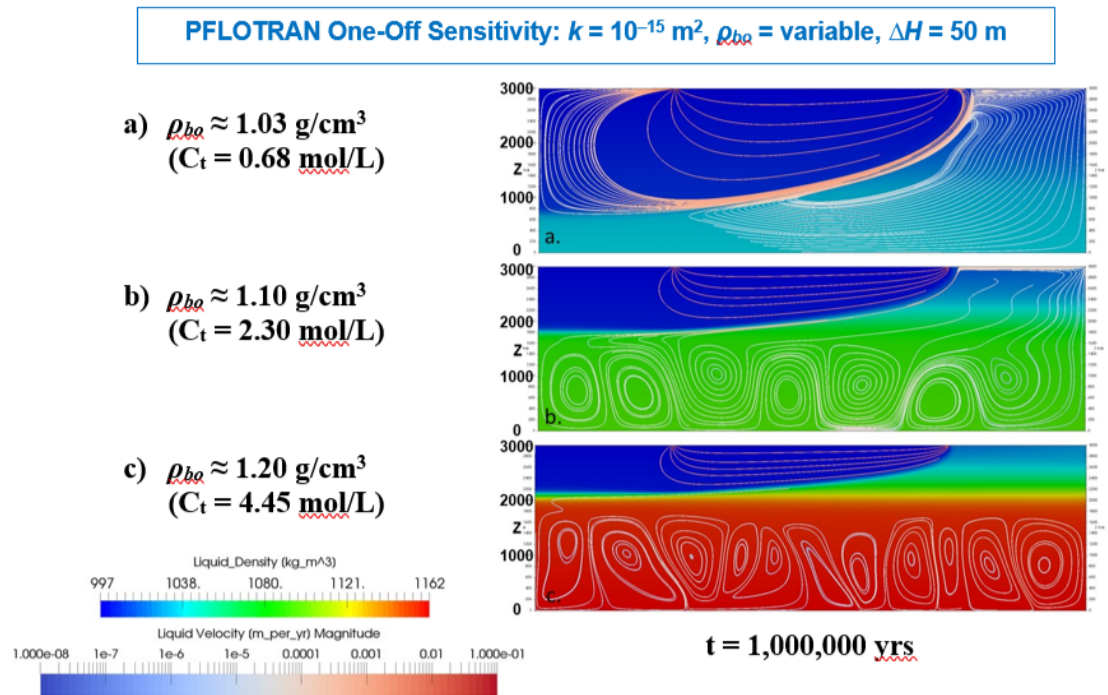 PFLOTRAN One-Off Sensitivity: k = 10⁻¹⁵ m², ρbo = variable, ΔH = 50 m
a) ρbo ≈ 1.03 g/cm³
(Ct = 0.68 mol/L)
3000
2000
Z
1000
0
a.
b) ρbo ≈ 1.10 g/cm³
(Ct = 2.30 mol/L)
3000
2000
Z
1000
0
b.
c) ρbo ≈ 1.20 g/cm³
(Ct = 4.45 mol/L)
3000
2000
Z
1000
0
c.
Liquid_Density (kg_m^3)
997 1038. 1080. 1121. 1162
Liquid Velocity (m_per_yr) Magnitude
1.000e-08 1e-7 1e-6 1e-5 0.0001 0.001 0.01 1.000e-01
t = 1,000,000 yrs